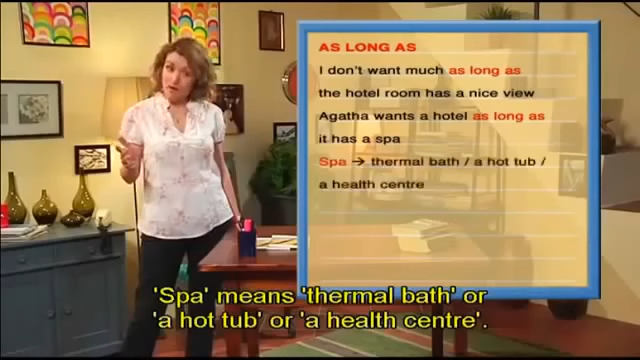 AS LONG AS
I don't want much as long as
the hotel room has a nice view
Agatha wants a hotel as long as
it has a spa
Spa → thermal bath / a hot tub /
a health centre
'Spa' means 'thermal bath' or
'a hot tub' or 'a health centre'.